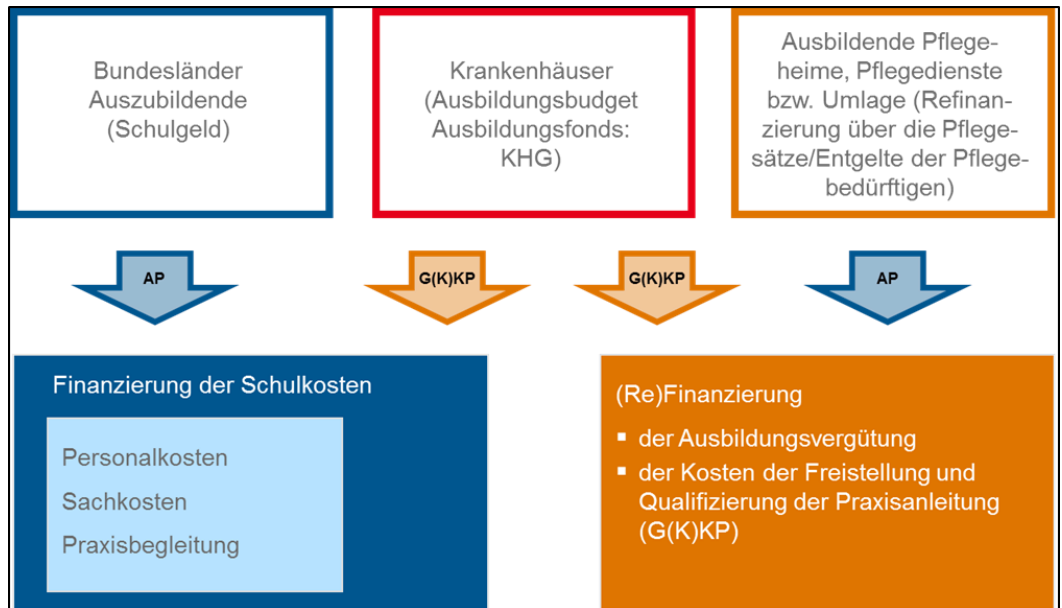 Bundesländer
Auszubildende
(Schulgeld)
Krankenhäuser
(Ausbildungsbudget
Ausbildungsfonds:
KHG)
Ausbildende Pflege-
heime, Pflegedienste
bzw. Umlage (Refinan-
zierung über die Pflege-
sätze/Entgelte der Pflege-
bedürftigen)
AP
G(K)KP
G(K)KP
AP
Finanzierung der Schulkosten
Personalkosten
Sachkosten
Praxisbegleitung
(Re)Finanzierung
▪ der Ausbildungsvergütung
▪ der Kosten der Freistellung und
Qualifizierung der Praxisanleitung
(G(K)KP)